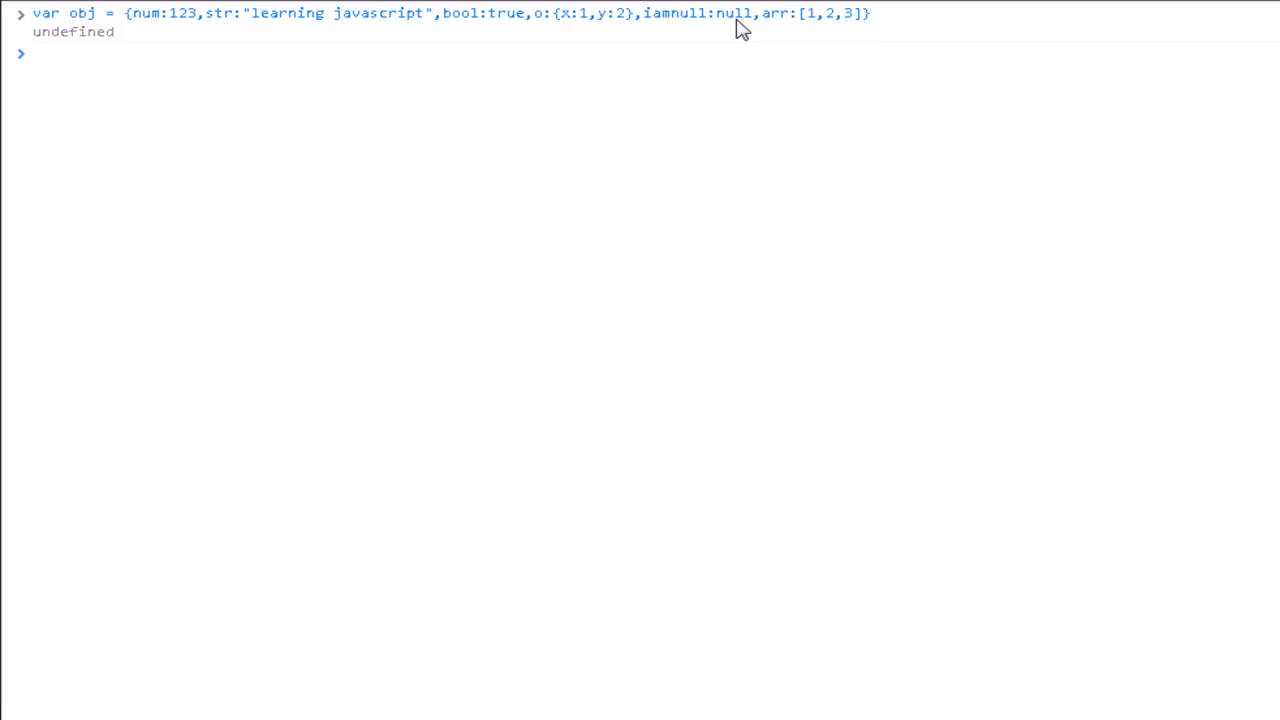 var obj = {num:123,str:"learning javascript",bool:true,o:{x:1,y:2},iamnull:null,arr:[1,2,3]}
undefined